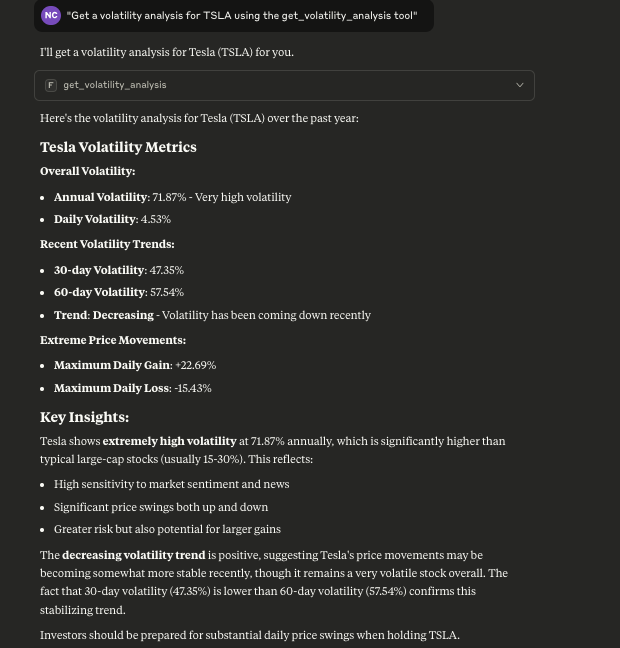 NC "Get a volatility analysis for TSLA using the get_volatility_analysis tool"
I'll get a volatility analysis for Tesla (TSLA) for you.
F get_volatility_analysis
Here's the volatility analysis for Tesla (TSLA) over the past year:
Tesla Volatility Metrics
Overall Volatility:
• Annual Volatility: 71.87% - Very high volatility
• Daily Volatility: 4.53%
Recent Volatility Trends:
• 30-day Volatility: 47.35%
• 60-day Volatility: 57.54%
• Trend: Decreasing - Volatility has been coming down recently
Extreme Price Movements:
• Maximum Daily Gain: +22.69%
• Maximum Daily Loss: -15.43%
Key Insights:
Tesla shows extremely high volatility at 71.87% annually, which is significantly higher than
typical large-cap stocks (usually 15-30%). This reflects:
• High sensitivity to market sentiment and news
• Significant price swings both up and down
• Greater risk but also potential for larger gains
The decreasing volatility trend is positive, suggesting Tesla's price movements may be
becoming somewhat more stable recently, though it remains a very volatile stock overall. The
fact that 30-day volatility (47.35%) is lower than 60-day volatility (57.54%) confirms this
stabilizing trend.
Investors should be prepared for substantial daily price swings when holding TSLA.